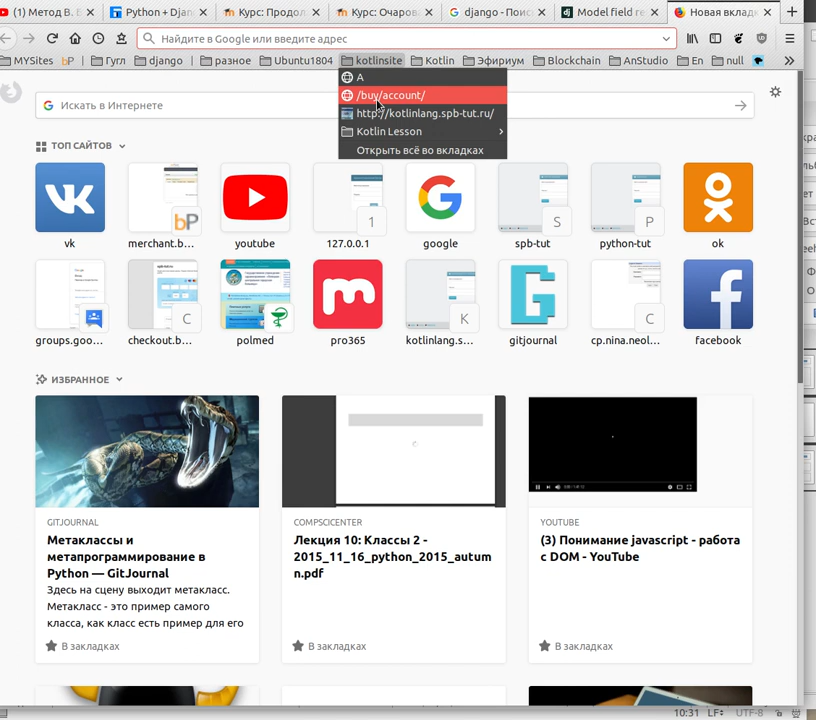 (1) Метод B. Б
Python + Djan
Курс: Продол
Курс: Очаров
django - Поис
Model field re
Новая вклад
Найдите в Google или введите адрес
MYSites
bP
Гугл
django
разное
Ubuntu1804
kotlinsite
Kotlin
Эфириум
Blockchain
AnStudio
En
null
A
/buy/account/
http://kotlinlang.spb-tut.ru/
Kotlin Lesson
Открыть всё во вкладках
Искать в Интернете
ТОП САЙТОВ
bP
1
S
P
vk
merchant.b...
youtube
127.0.0.1
google
spb-tut
python-tut
ok
C
K
C
groups.goo...
checkout.b...
polmed
pro365
kotlinlang.s...
gitjournal
cp.nina.neol...
facebook
ИЗБРАННОЕ
GITJOURNAL
Метаклассы и
метапрограммирование в
Python — GitJournal
Здесь на сцену выходит метакласс.
Метакласс - это пример самого
класса, как класс есть пример для его
В закладках
COMPSCICENTER
Лекция 10: Классы 2 -
2015_11_16_python_2015_autum
n.pdf
В закладках
YOUTUBE
(3) Понимание javascript - работа
с DOM - YouTube
В закладках
10:31 LF UTF-8